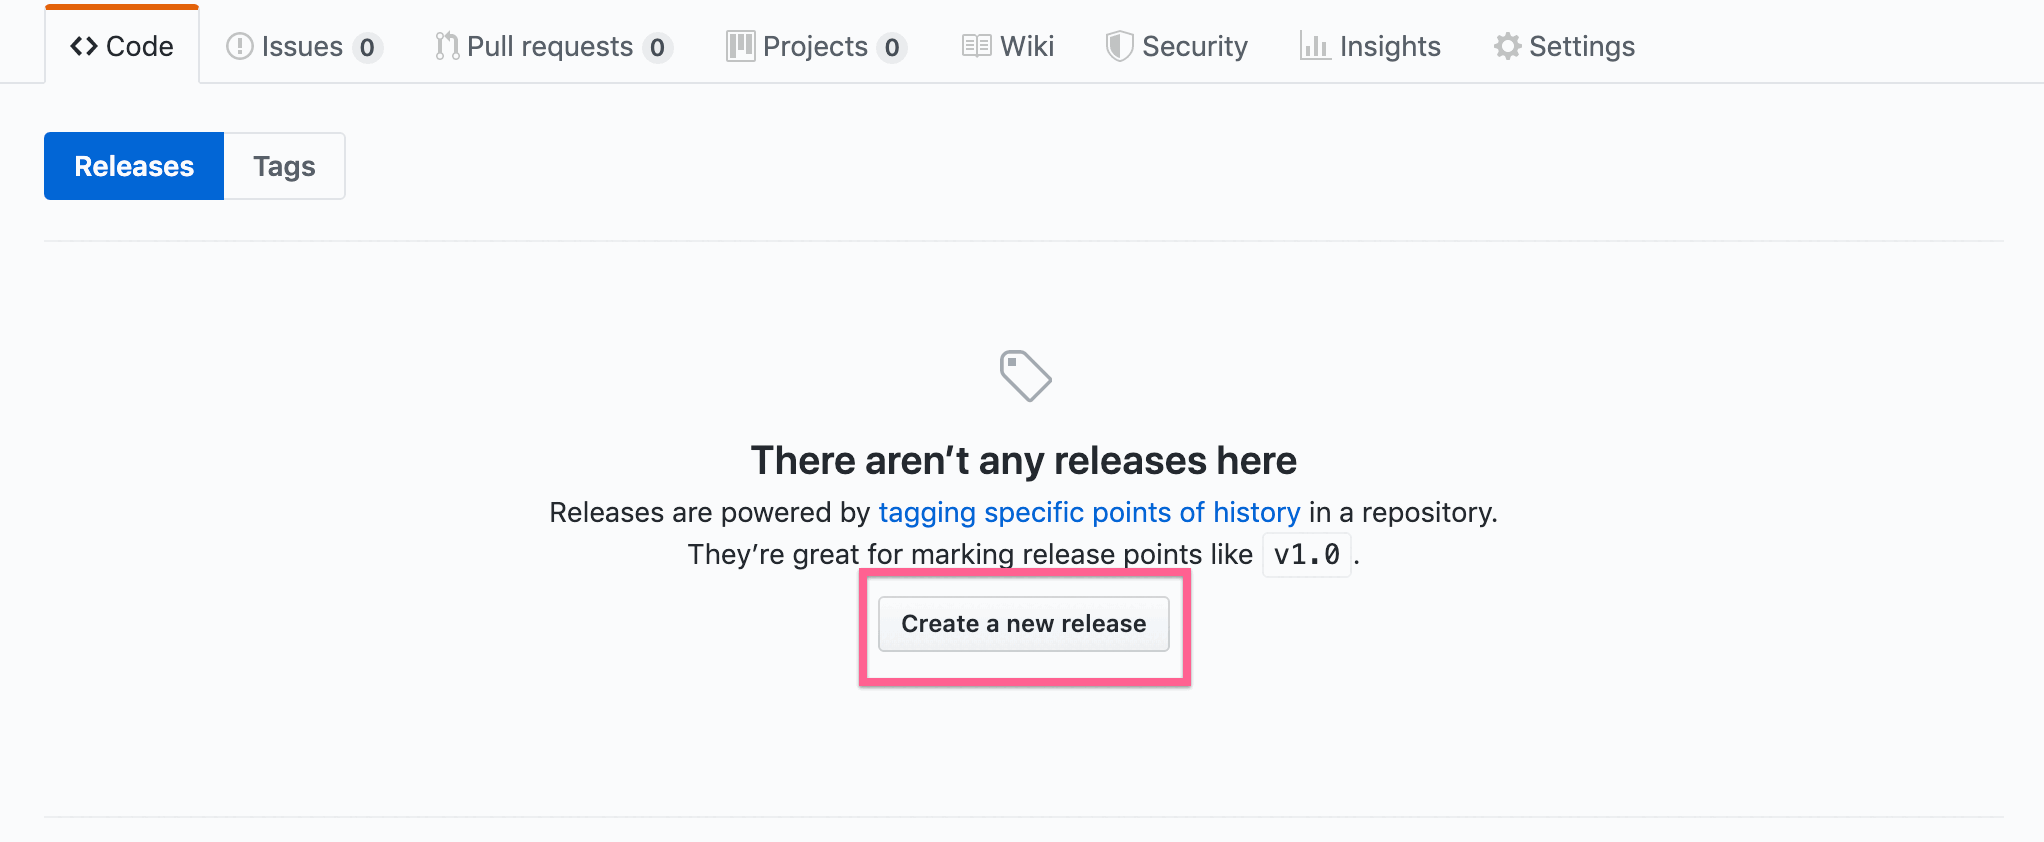 <> Code Issues 0 Pull requests 0 Projects 0 Wiki Security Insights Settings
Releases Tags
There aren’t any releases here
Releases are powered by tagging specific points of history in a repository.
They’re great for marking release points like v1.0.
Create a new release